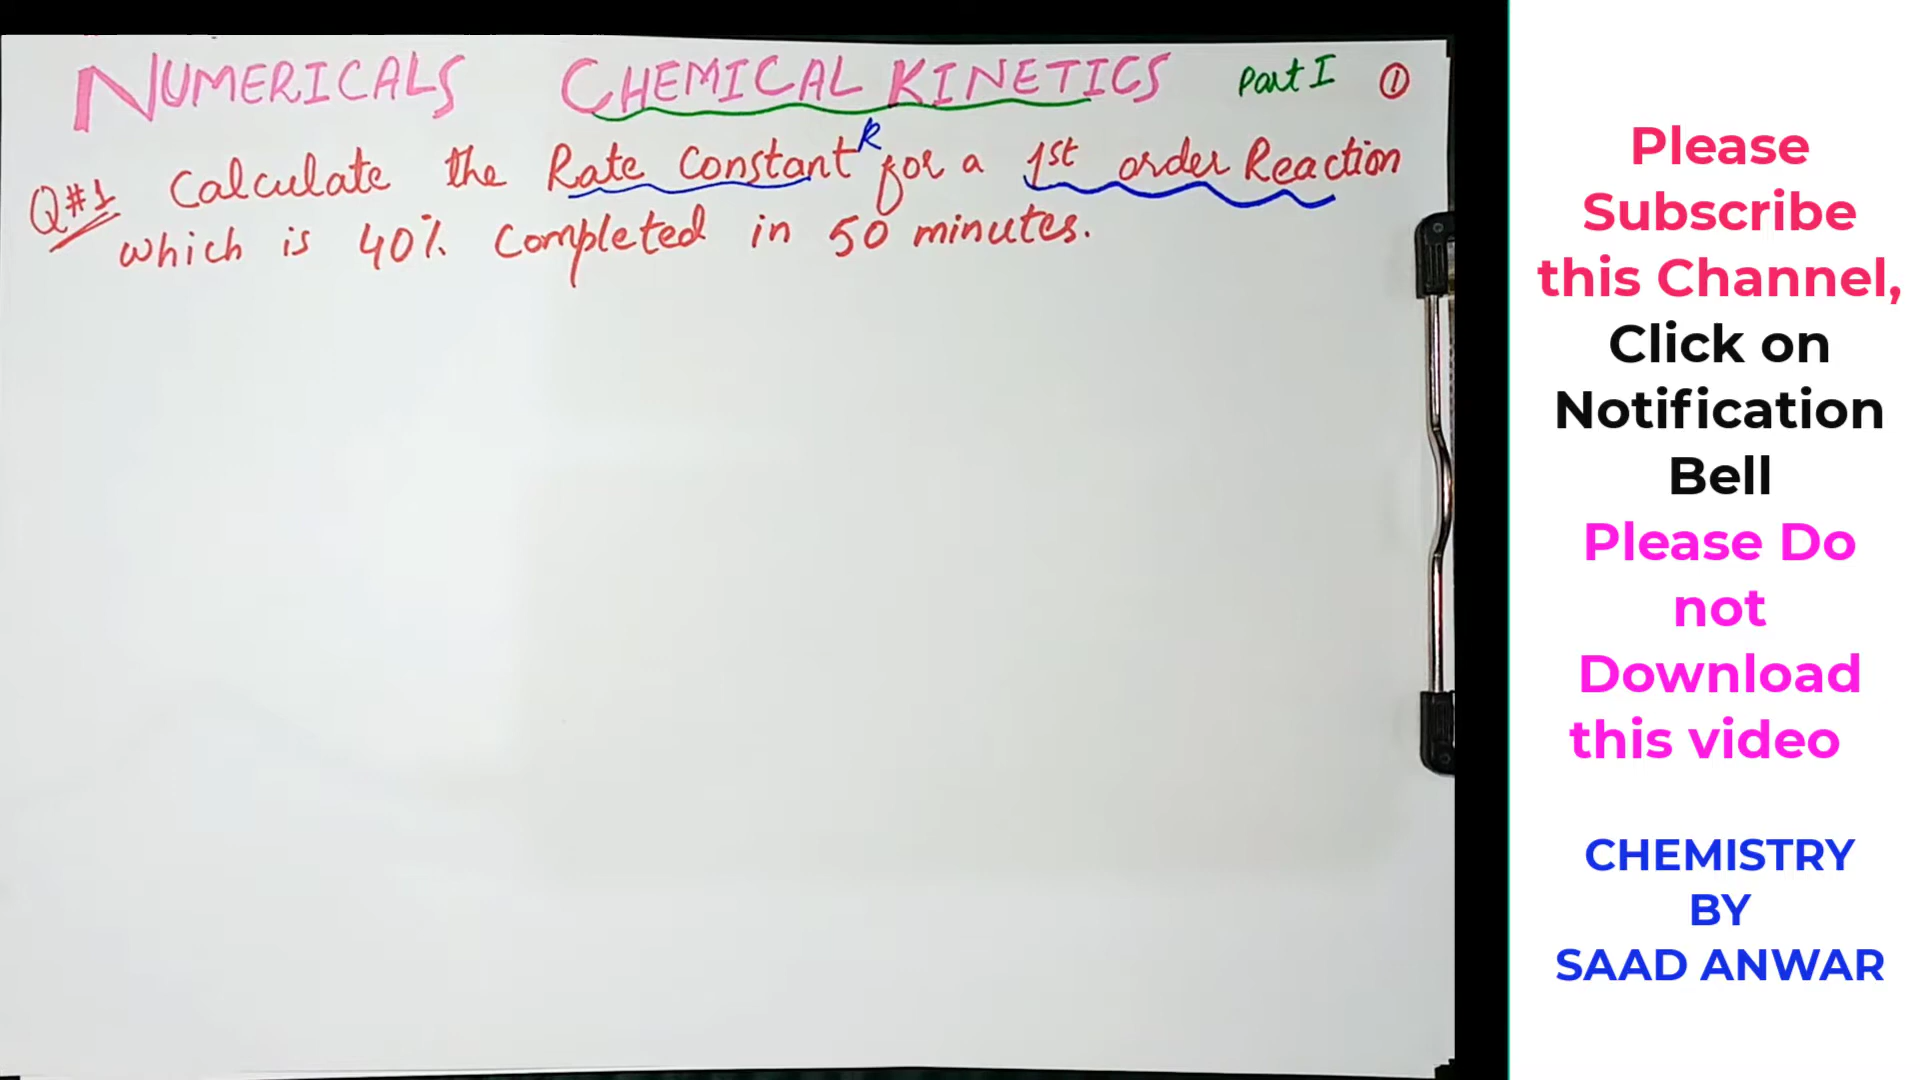 NUMERICALS CHEMICAL KINETICS Part I ①
Q#1 Calculate the Rate Constant K for a 1st order Reaction
which is 40% Completed in 50 minutes.
Please
Subscribe
this Channel,
Click on
Notification
Bell
Please Do
not
Download
this video
CHEMISTRY
BY
SAAD ANWAR